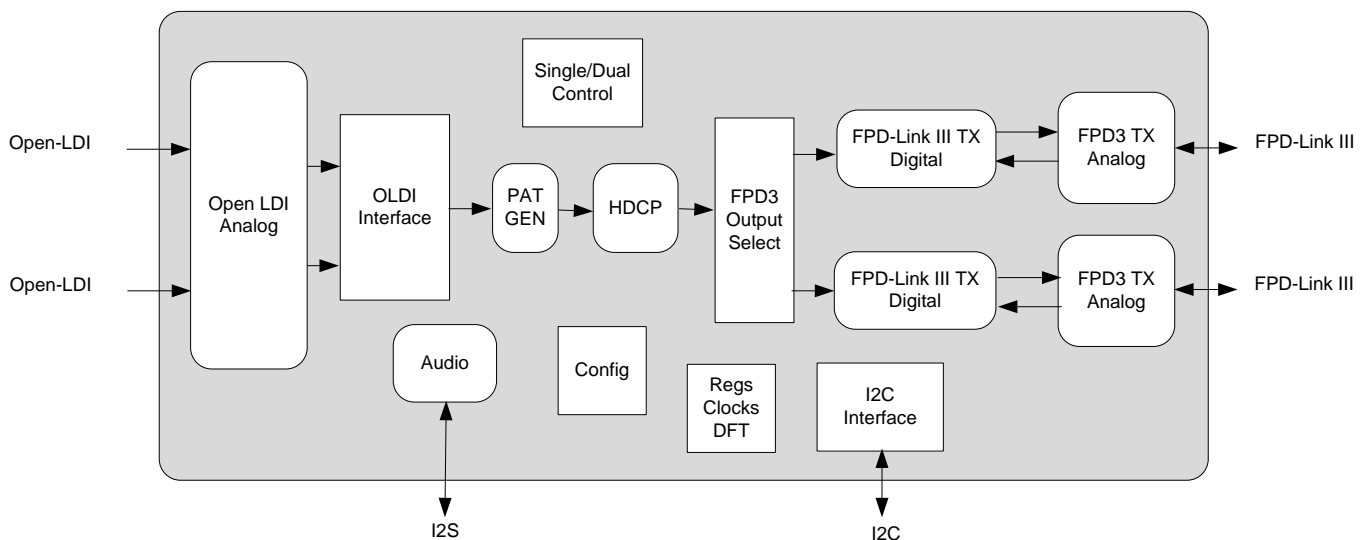 Single/Dual
Control
Open-LDI
Open-LDI
Open LDI
Analog
OLDI
Interface
PAT
GEN
HDCP
FPD3
Output
Select
FPD-Link III TX
Digital
FPD3 TX
Analog
FPD-Link III
FPD-Link III TX
Digital
FPD3 TX
Analog
FPD-Link III
Audio
Config
Regs
Clocks
DFT
I2C
Interface
I2S
I2C